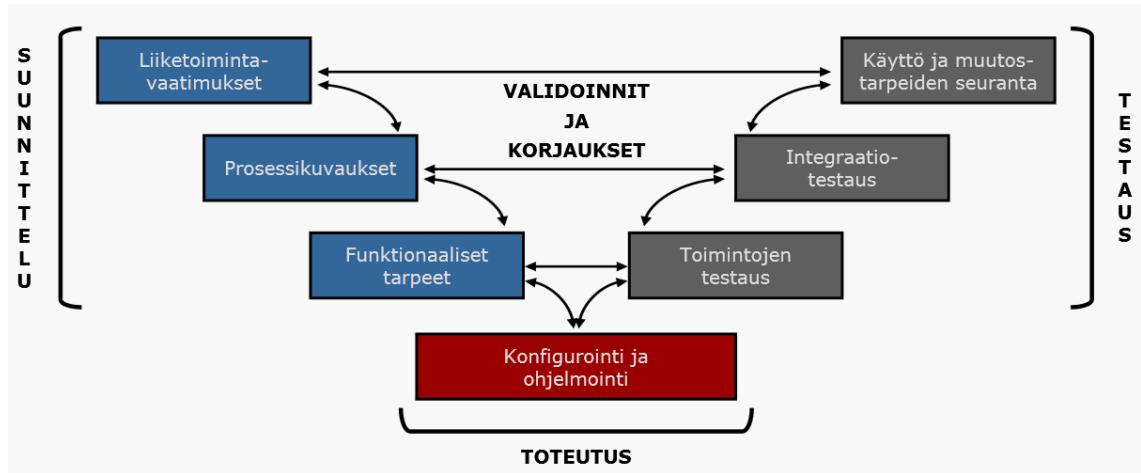 SUUNNITTELU
Liiketoiminta-
vaatimukset
Käyttö ja muutos-
tarpeiden seuranta
VALIDOINNIT
JA
KORJAUKSET
Prosessikuvaukset
Integraatio-
testaus
Funktionaaliset
tarpeet
Toimintojen
testaus
Konfigurointi ja
ohjelmointi
TESTAUS
TOTEUTUS